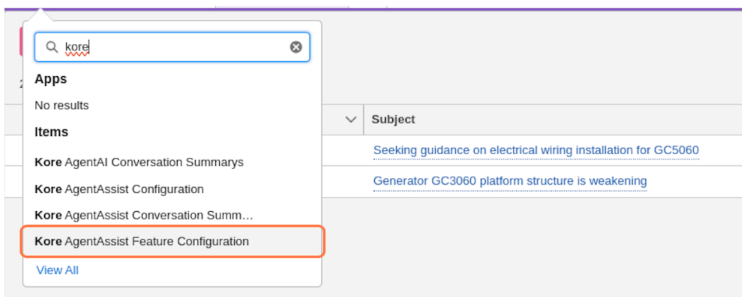 kore
Apps
No results
Items
Kore AgentAI Conversation Summarys
Kore AgentAssist Configuration
Kore AgentAssist Conversation Summ…
Kore AgentAssist Feature Configuration
View All
Subject
Seeking guidance on electrical wiring installation for GC5060
Generator GC3060 platform structure is weakening